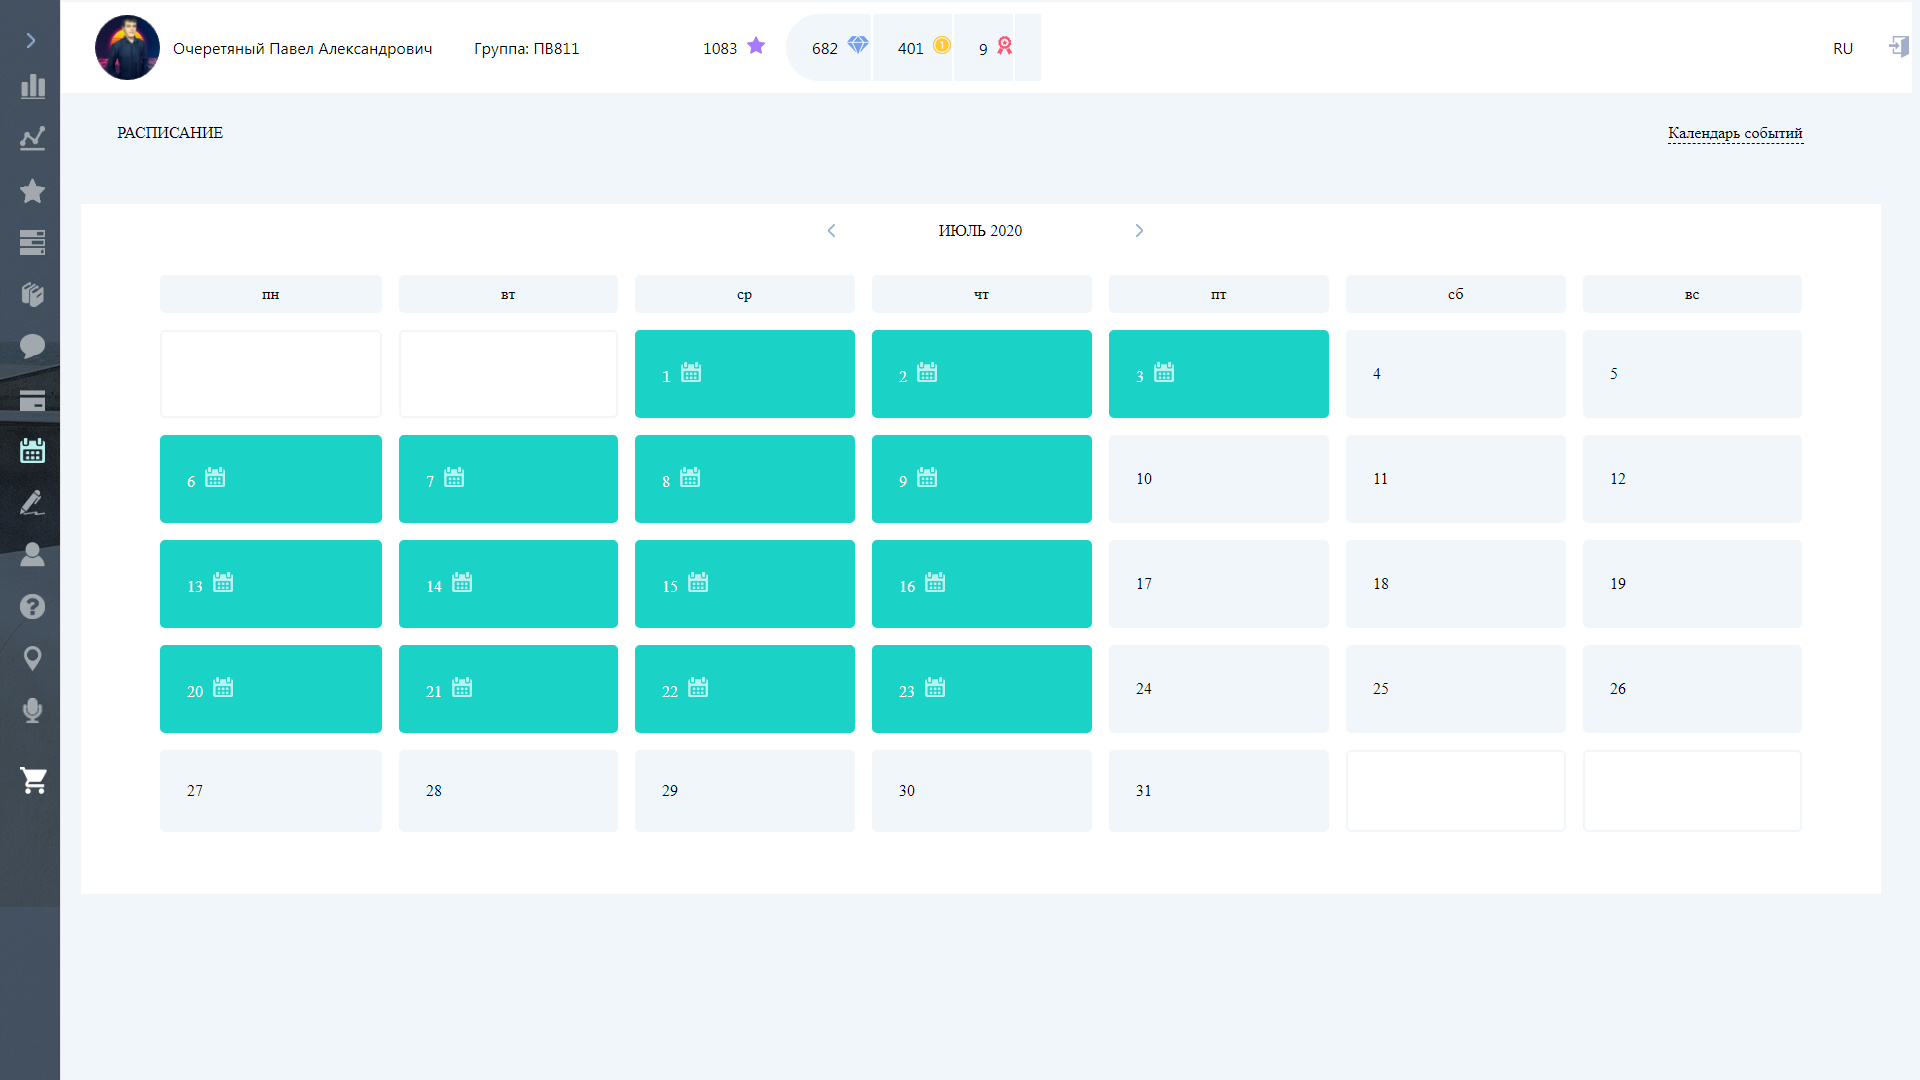 Очеретяный Павел Александрович Группа: ПВ811 1083 682 401 9 RU
РАСПИСАНИЕ Календарь событий
ИЮЛЬ 2020
пн вт ср чт пт сб вс
1 2 3 4 5
6 7 8 9 10 11 12
13 14 15 16 17 18 19
20 21 22 23 24 25 26
27 28 29 30 31